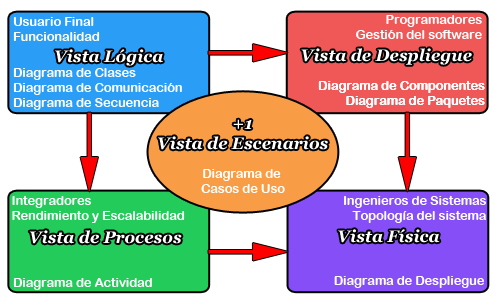 Usuario Final
Funcionalidad
Vista Lógica
Diagrama de Clases
Diagrama de Comunicación
Diagrama de Secuencia
Programadores
Gestión del software
Vista de Despliegue
Diagrama de Componentes
Diagrama de Paquetes
+1
Vista de Escenarios
Diagrama de
Casos de Uso
Integradores
Rendimiento y Escalabilidad
Vista de Procesos
Diagrama de Actividad
Ingenieros de Sistemas
Topología del sistema
Vista Física
Diagrama de Despliegue